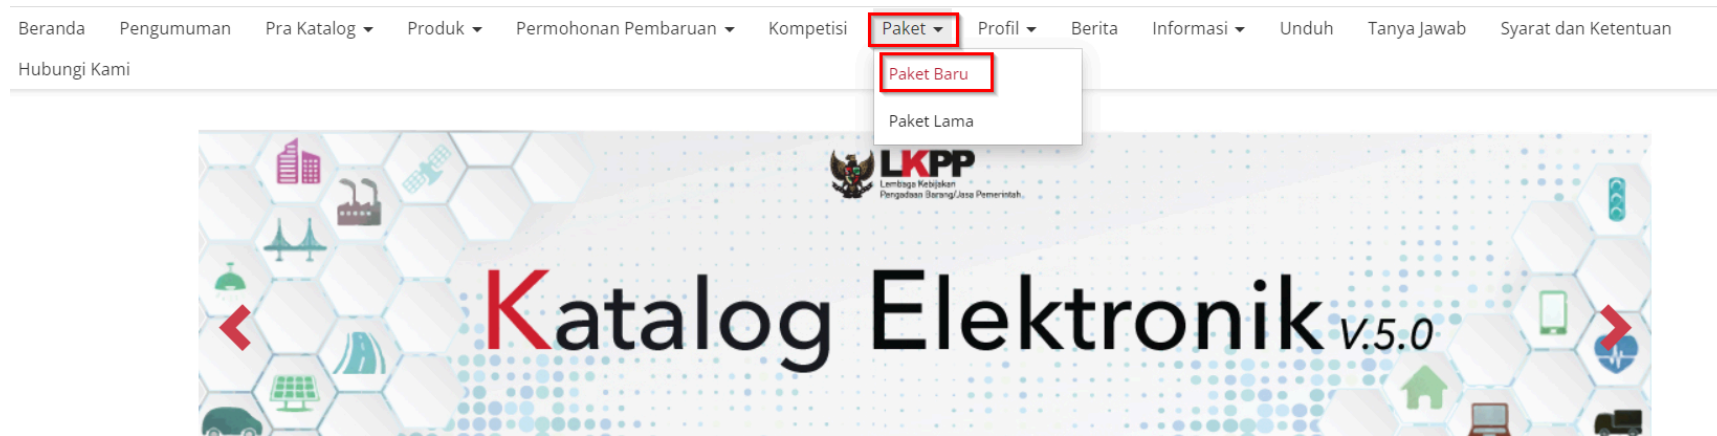 Beranda Pengumuman Pra Katalog Produk Permohonan Pembaruan Kompetisi Paket Profil Berita Informasi Unduh Tanya Jawab Syarat dan Ketentuan
Hubungi Kami
Paket Baru
Paket Lama
LKPP
Lembaga Kebijakan
Pengadaan Barang/Jasa Pemerintah
Katalog Elektronik V.5.0